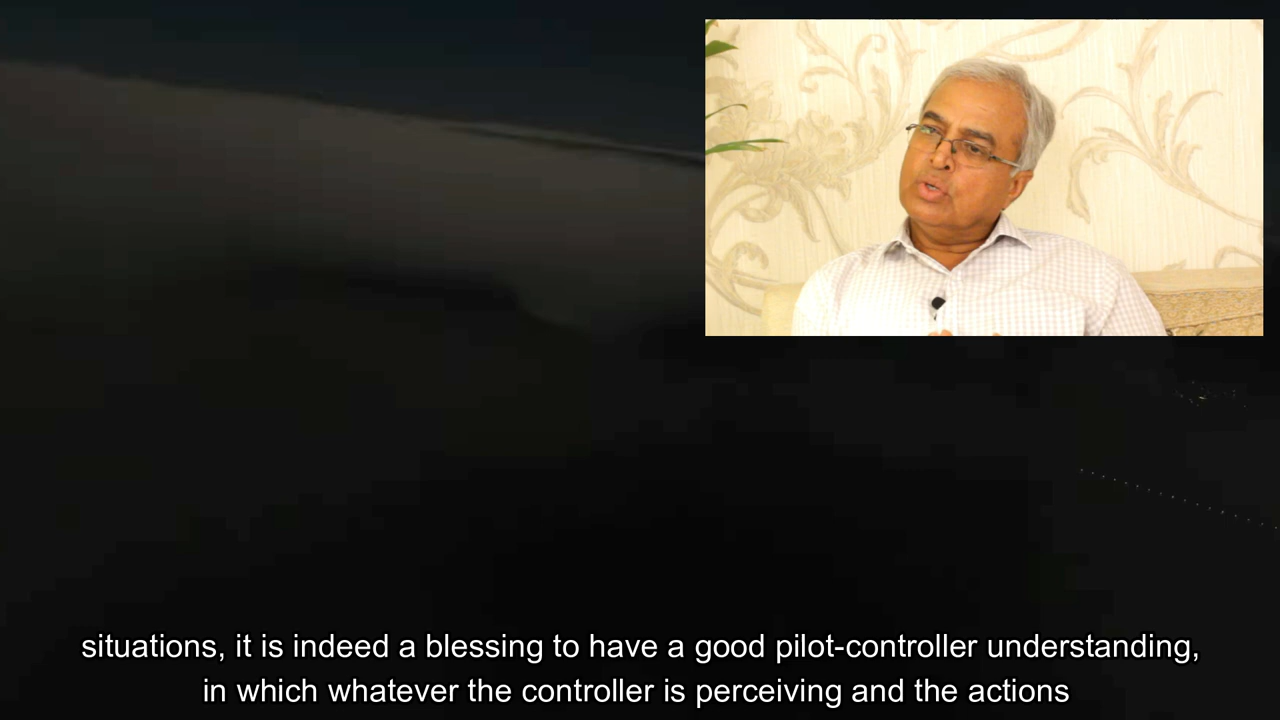 situations, it is indeed a blessing to have a good pilot-controller understanding,
in which whatever the controller is perceiving and the actions